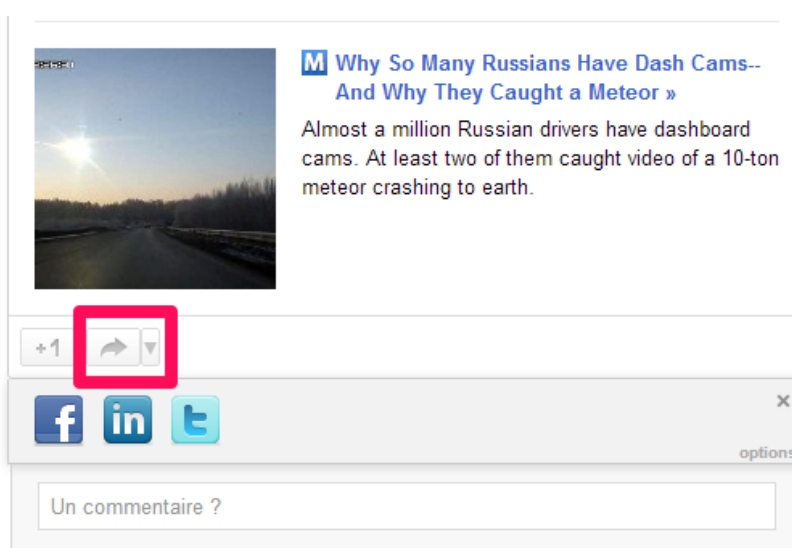 M Why So Many Russians Have Dash Cams--
And Why They Caught a Meteor »
Almost a million Russian drivers have dashboard
cams. At least two of them caught video of a 10-ton
meteor crashing to earth.
+1
f in t
×
options
Un commentaire ?